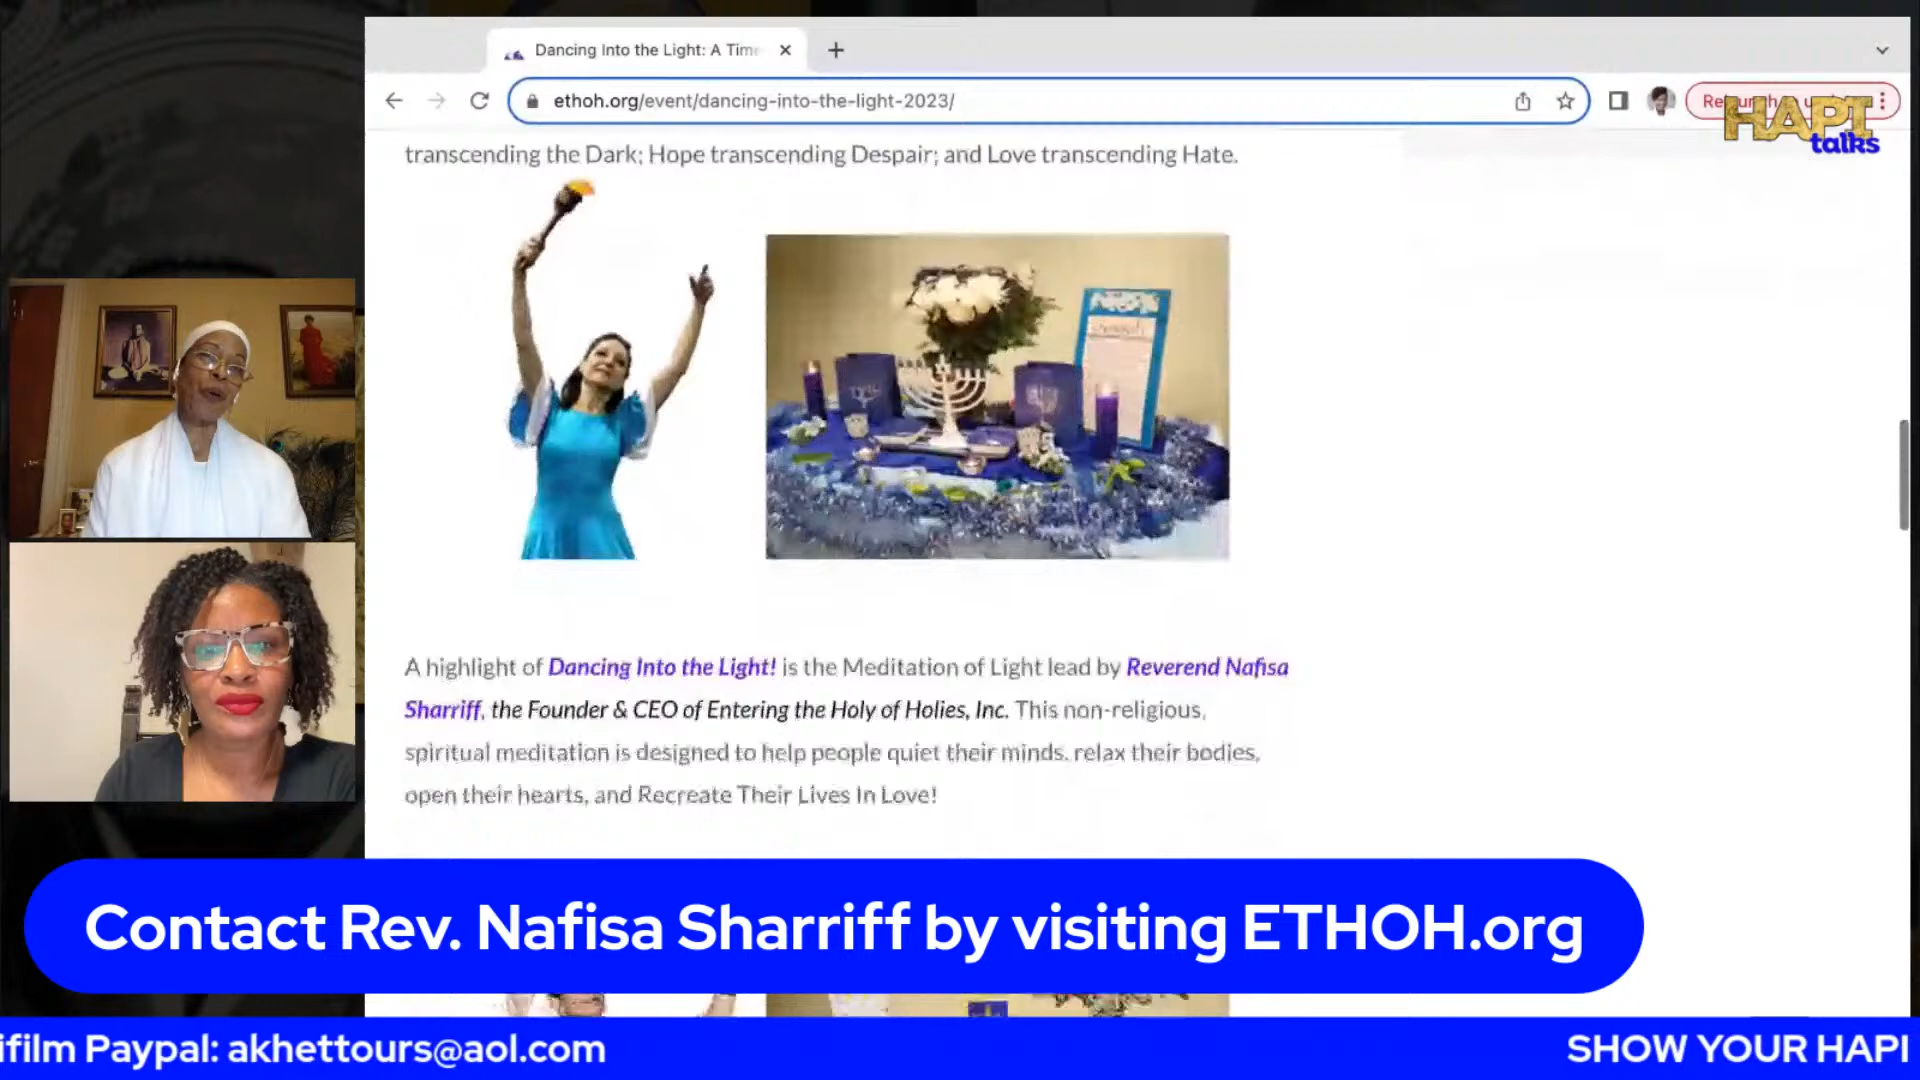 Dancing Into the Light: A Time
ethoh.org/event/dancing-into-the-light-2023/
HAPI
talks
transcending the Dark; Hope transcending Despair; and Love transcending Hate.
A highlight of Dancing Into the Light! is the Meditation of Light lead by Reverend Nafisa
Sharriff, the Founder & CEO of Entering the Holy of Holies, Inc. This non-religious,
spiritual meditation is designed to help people quiet their minds, relax their bodies,
open their hearts, and Recreate Their Lives In Love!
Contact Rev. Nafisa Sharriff by visiting ETHOH.org
ifilm Paypal: akhettours@aol.com
SHOW YOUR HAPI